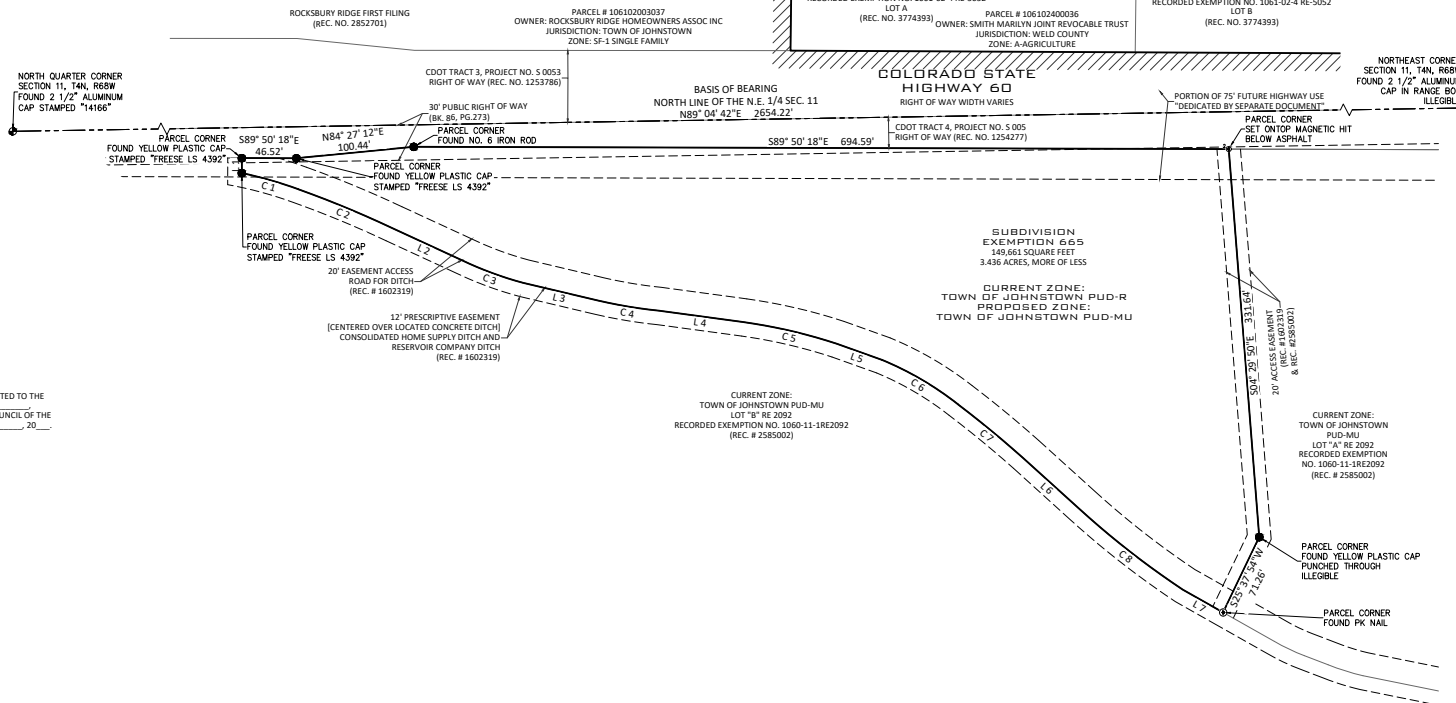 ROCKSBURY RIDGE FIRST FILING
(REC. NO. 2852701)
PARCEL # 106102003037
OWNER: ROCKSBURY RIDGE HOMEOWNERS ASSOC INC
JURISDICTION: TOWN OF JOHNSTOWN
ZONE: SF-1 SINGLE FAMILY
LOT A
(REC. NO. 3774393)
PARCEL # 106102400036
OWNER: SMITH MARILYN JOINT REVOCABLE TRUST
JURISDICTION: WELD COUNTY
ZONE: A-AGRICULTURE
RECORDED EXEMPTION NO. 1061-02-4 RE-5052
LOT B
(REC. NO. 3774393)
NORTH QUARTER CORNER
SECTION 11, T4N, R68W
FOUND 2 1/2" ALUMINUM
CAP STAMPED "14166"
CDOT TRACT 3, PROJECT NO. S 0053
RIGHT OF WAY (REC. NO. 1253786)
30' PUBLIC RIGHT OF WAY
(BK. 86, PG.273)
BASIS OF BEARING
NORTH LINE OF THE N.E. 1/4 SEC. 11
N89° 04' 42"E 2654.22'
COLORADO STATE
HIGHWAY 60
RIGHT OF WAY WIDTH VARIES
NORTHEAST CORNE
SECTION 11, T4N, R68W
FOUND 2 1/2" ALUMINU
CAP IN RANGE BO
ILLEGIBL
PORTION OF 75' FUTURE HIGHWAY USE
"DEDICATED BY SEPARATE DOCUMENT"
PARCEL CORNER
SET ONTOP MAGNETIC HIT
BELOW ASPHALT
CDOT TRACT 4, PROJECT NO. S 005
RIGHT OF WAY (REC. NO. 1254277)
PARCEL CORNER
FOUND YELLOW PLASTIC CAP
STAMPED "FREESE LS 4392"
S89° 50' 18"E
46.52'
N84° 27' 12"E
100.44'
PARCEL CORNER
FOUND NO. 6 IRON ROD
S89° 50' 18"E 694.59'
PARCEL CORNER
FOUND YELLOW PLASTIC CAP
STAMPED "FREESE LS 4392"
C1
C2
L2
C3
L3
C4
L4
C5
L5
C6
C7
L6
C8
L7
PARCEL CORNER
FOUND YELLOW PLASTIC CAP
STAMPED "FREESE LS 4392"
20' EASEMENT ACCESS
ROAD FOR DITCH
(REC. # 1602319)
12' PRESCRIPTIVE EASEMENT
(CENTERED OVER LOCATED CONCRETE DITCH)
CONSOLIDATED HOME SUPPLY DITCH AND
RESERVOIR COMPANY DITCH
(REC. # 1602319)
SUBDIVISION
EXEMPTION 665
149,661 SQUARE FEET
3.436 ACRES, MORE OF LESS
CURRENT ZONE:
TOWN OF JOHNSTOWN PUD-R
PROPOSED ZONE:
TOWN OF JOHNSTOWN PUD-MU
S04° 29' 50"E 331.64'
20' ACCESS EASEMENT
(REC. #1602319
& REC. #2585002)
TED TO THE
UNCIL OF THE
, 20__.
CURRENT ZONE:
TOWN OF JOHNSTOWN PUD-MU
LOT "B" RE 2092
RECORDED EXEMPTION NO. 1060-11-1RE2092
(REC. # 2585002)
CURRENT ZONE:
TOWN OF JOHNSTOWN
PUD-MU
LOT "A" RE 2092
RECORDED EXEMPTION
NO. 1060-11-1RE2092
(REC. # 2585002)
PARCEL CORNER
FOUND YELLOW PLASTIC CAP
PUNCHED THROUGH
ILLEGIBLE
S25° 37' 54"W
71.26'
PARCEL CORNER
FOUND PK NAIL